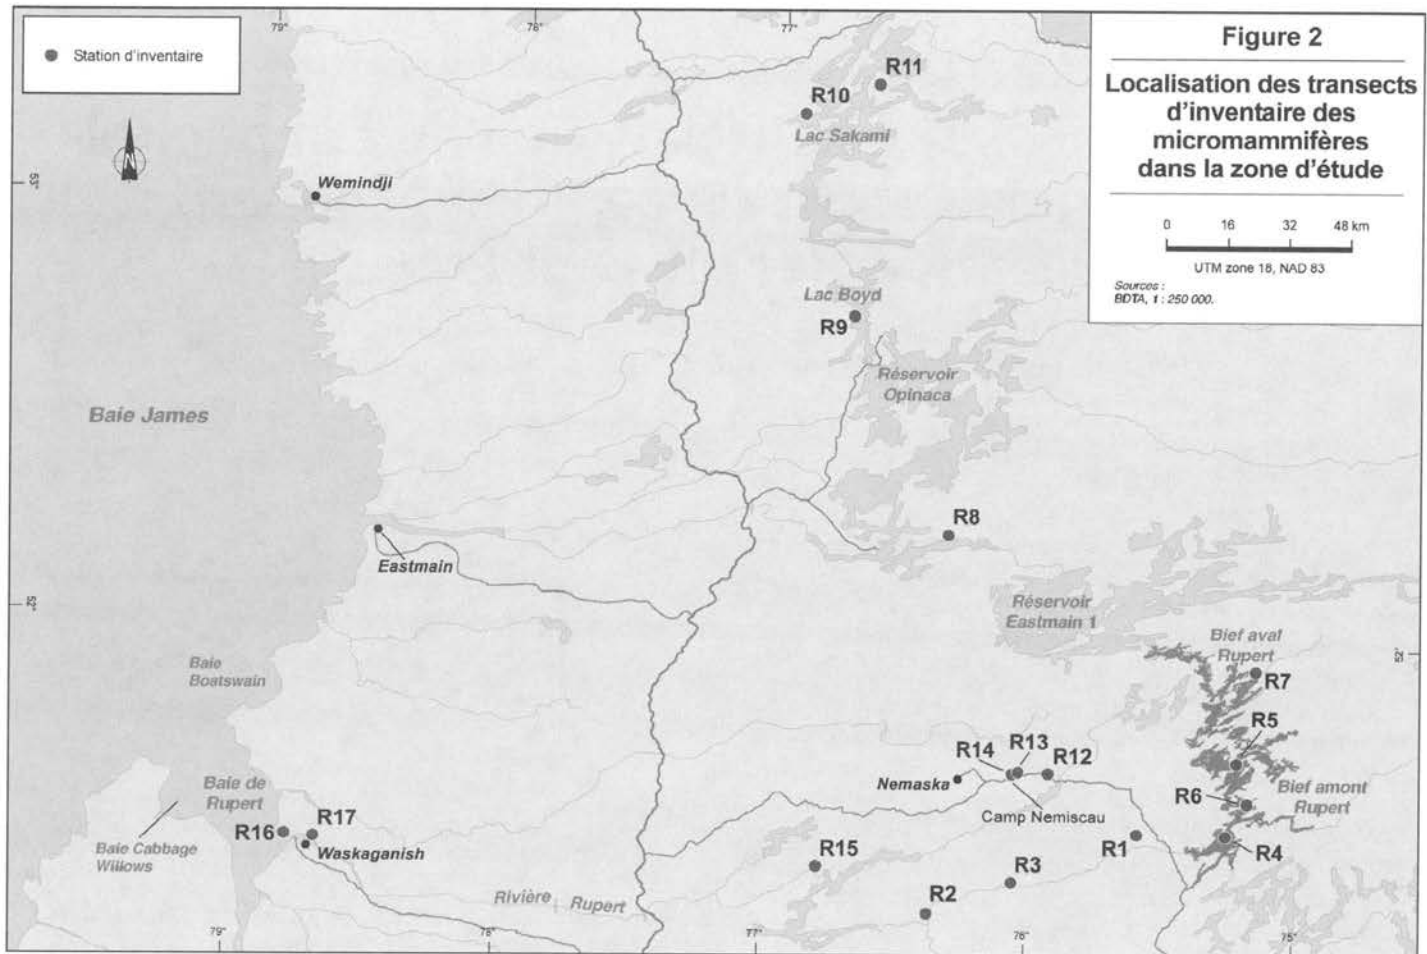 79°
78°
77°
Station d'inventaire
Figure 2
Localisation des transects
d'inventaire des
micromammifères
dans la zone d'étude
0 16 32 48 km
UTM zone 18, NAD 83
Sources :
BDTA, 1 : 250 000.
N
53°
R11
R10
Lac Sakami
Wemindji
Lac Boyd
R9
Réservoir
Opinaca
Baie James
R8
Eastmain
Réservoir
Eastmain 1
52°
52°
Bief aval
Rupert
R7
Baie
Boatswain
R5
R14
R13
R12
Nemaska
Camp Nemiscau
R6
Bief amont
Rupert
Baie de
Rupert
R16
R17
Waskaganish
Baie Cabbage
Willows
R15
R1
R4
R3
R2
Rivière Rupert
79°
78°
77°
76°
75°